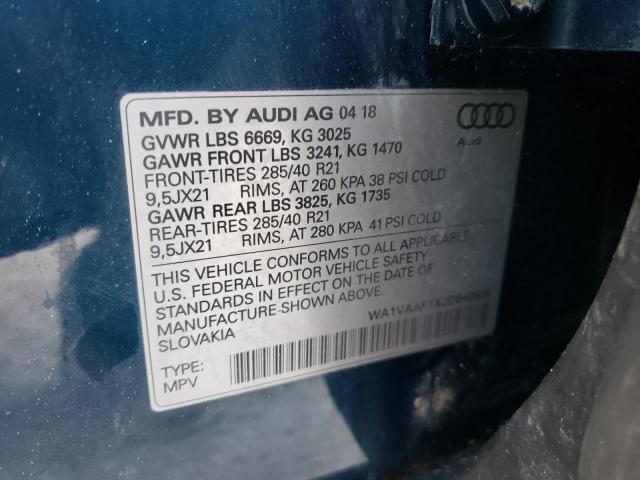 MFD. BY AUDI AG 04 18
GVWR LBS 6669, KG 3025
GAWR FRONT LBS 3241, KG 1470
FRONT-TIRES 285/40 R21
9,5JX21 RIMS, AT 260 KPA 38 PSI COLD
GAWR REAR LBS 3825, KG 1735
REAR-TIRES 285/40 R21
9,5JX21 RIMS, AT 280 KPA 41 PSI COLD
Audi
THIS VEHICLE CONFORMS TO ALL APPLICABLE
U.S. FEDERAL MOTOR VEHICLE SAFETY
STANDARDS IN EFFECT ON THE DATE OF
MANUFACTURE SHOWN ABOVE.
SLOVAKIA
TYPE:
MPV